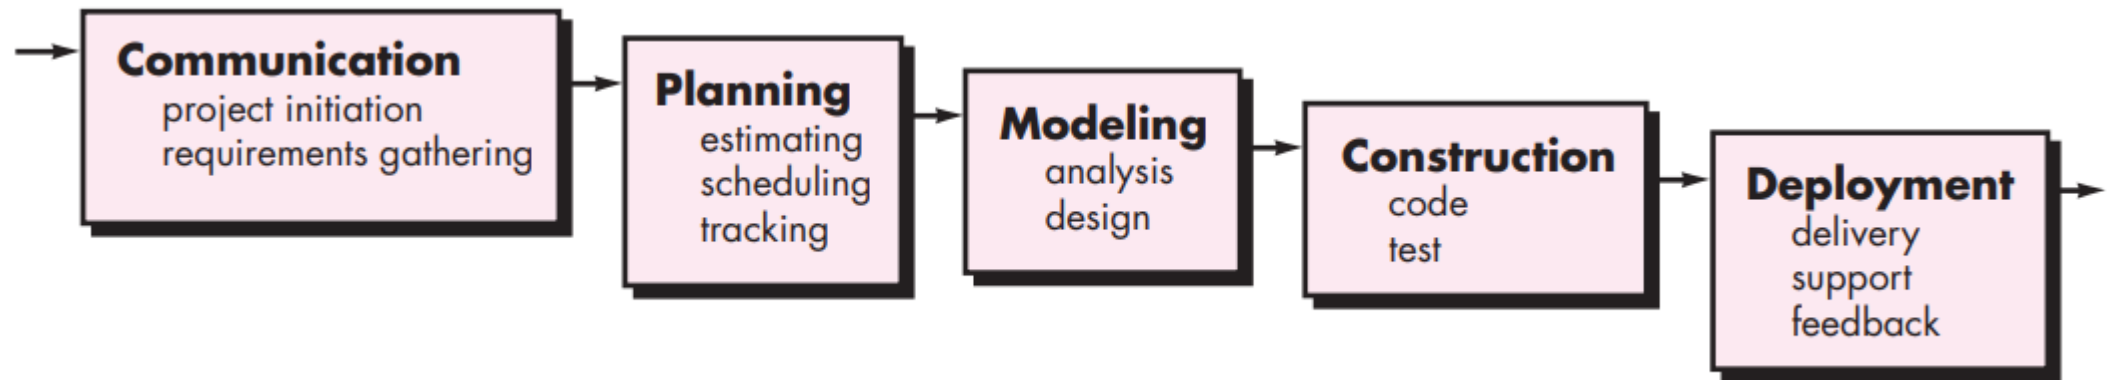 Communication
project initiation
requirements gathering
Planning
estimating
scheduling
tracking
Modeling
analysis
design
Construction
code
test
Deployment
delivery
support
feedback